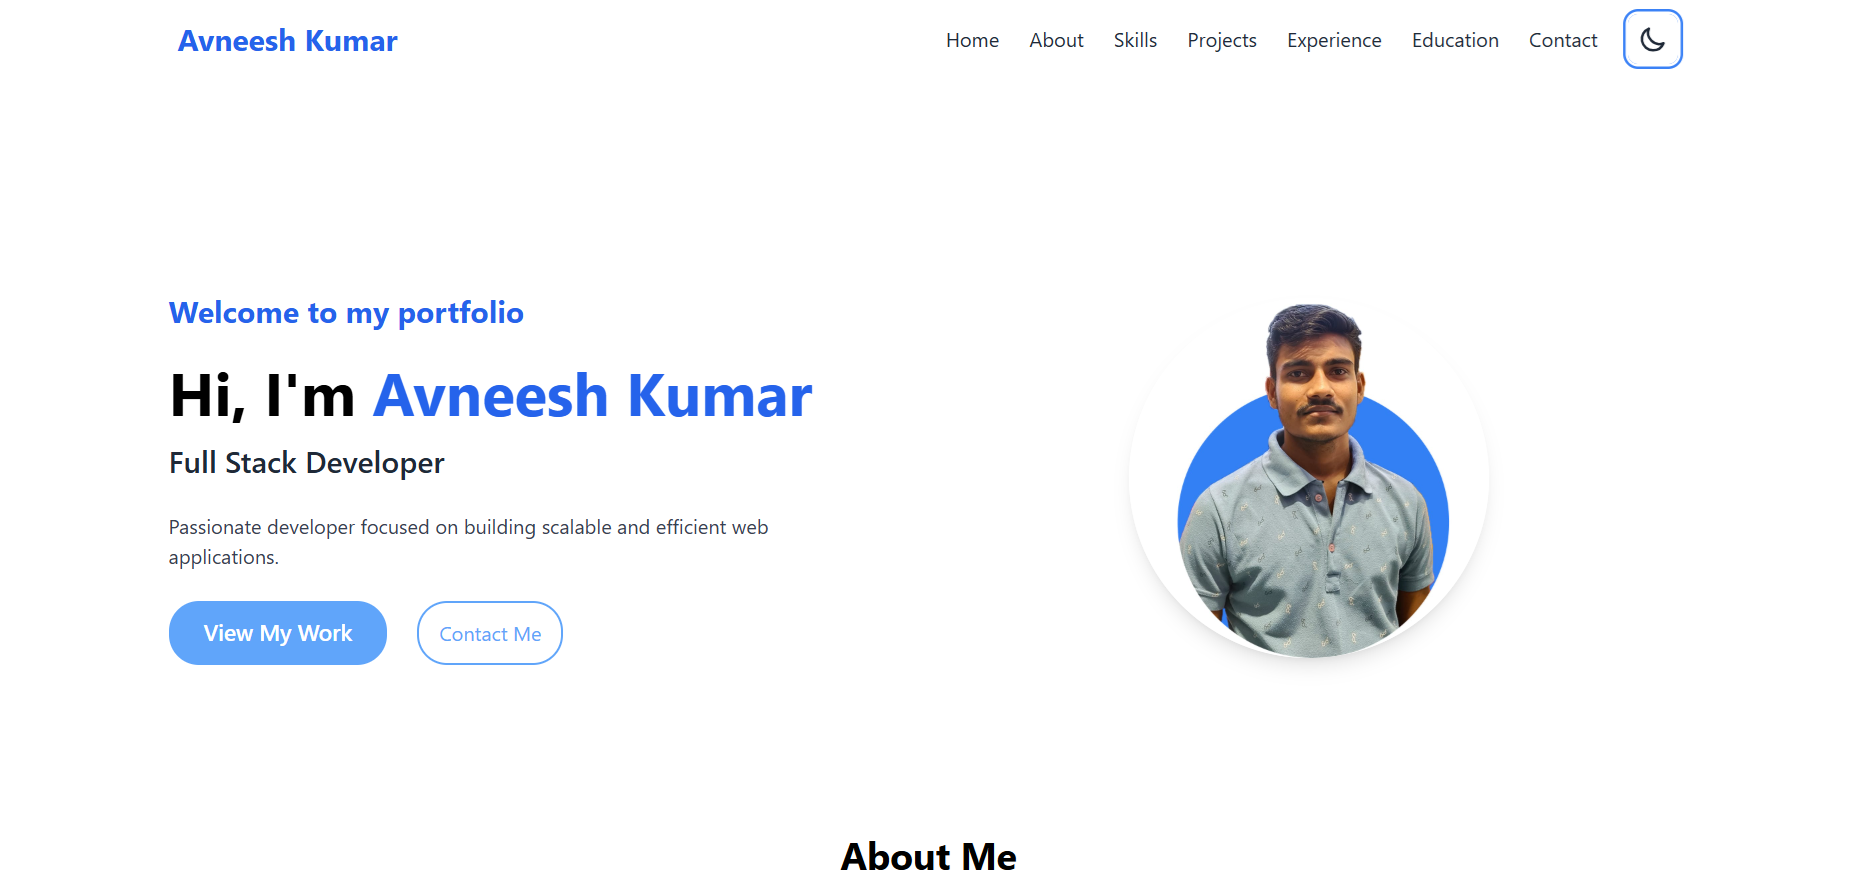 Avneesh Kumar
Home About Skills Projects Experience Education Contact
Welcome to my portfolio
Hi, I'm Avneesh Kumar
Full Stack Developer
Passionate developer focused on building scalable and efficient web
applications.
View My Work
Contact Me
About Me